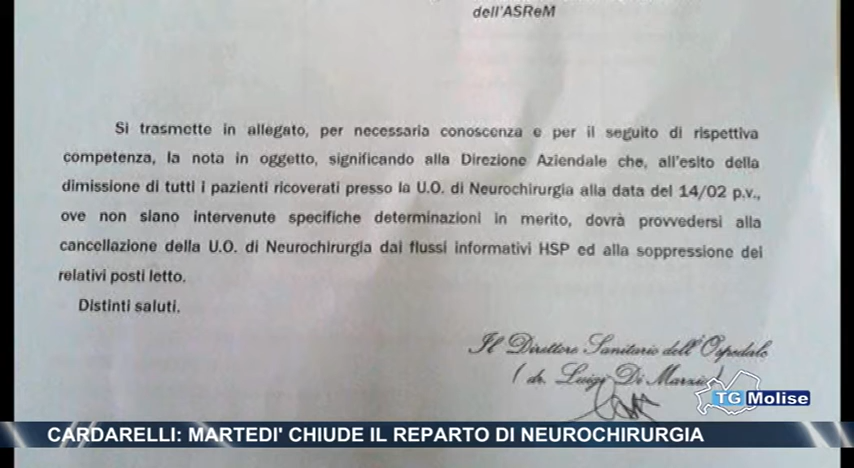 dell'ASReM
Si trasmette in allegato, per necessaria conoscenza e per il seguito di rispettiva
competenza, la nota in oggetto, significando alla Direzione Aziendale che, all'esito della
dimissione di tutti i pazienti ricoverati presso la U.O. di Neurochirurgia alla data del 14/02 p.v.,
ove non siano intervenute specifiche determinazioni in merito, dovrà provvedersi alla
cancellazione della U.O. di Neurochirurgia dai flussi informativi HSP ed alla soppressione dei
relativi posti letto.
Distinti saluti.
Il Direttore Sanitario dell'Ospedale
( dr. Luigi Di Marzio )
TG Molise
CARDARELLI: MARTEDI' CHIUDE IL REPARTO DI NEUROCHIRURGIA